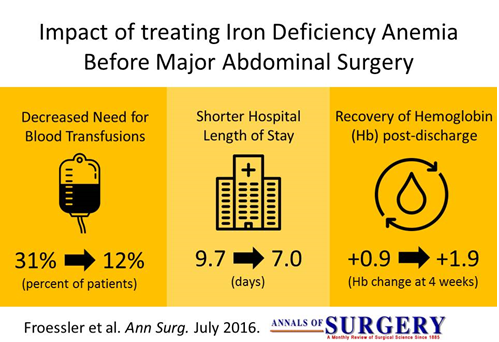 Impact of treating Iron Deficiency Anemia
Before Major Abdominal Surgery
Decreased Need for
Blood Transfusions
31% ➡ 12%
(percent of patients)
Shorter Hospital
Length of Stay
9.7 ➡ 7.0
(days)
Recovery of Hemoglobin
(Hb) post-discharge
+0.9 ➡ +1.9
(Hb change at 4 weeks)
Froessler et al. Ann Surg. July 2016.
ANNALS OF
SURGERY
A Monthly Review of Surgical Science Since 1885